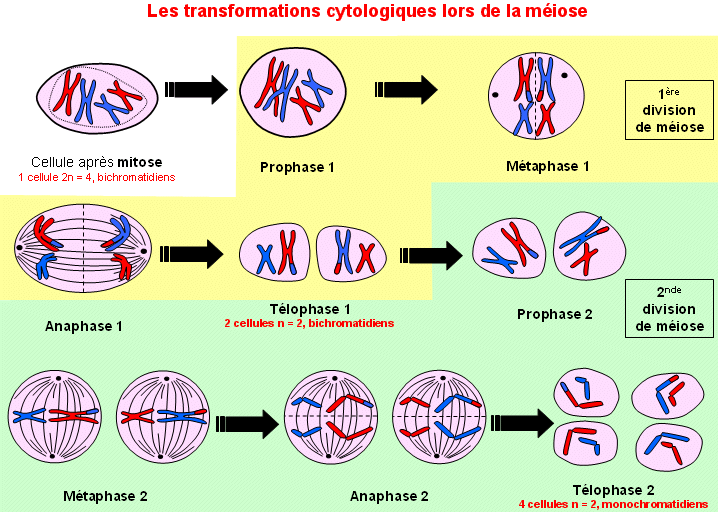 Les transformations cytologiques lors de la méiose
Cellule après mitose
1 cellule 2n = 4, bichromatidiens
Prophase 1
Métaphase 1
1ère
division
de méiose
Anaphase 1
Télophase 1
2 cellules n = 2, bichromatidiens
Prophase 2
2nde
division
de méiose
Métaphase 2
Anaphase 2
Télophase 2
4 cellules n = 2, monochromatidiens